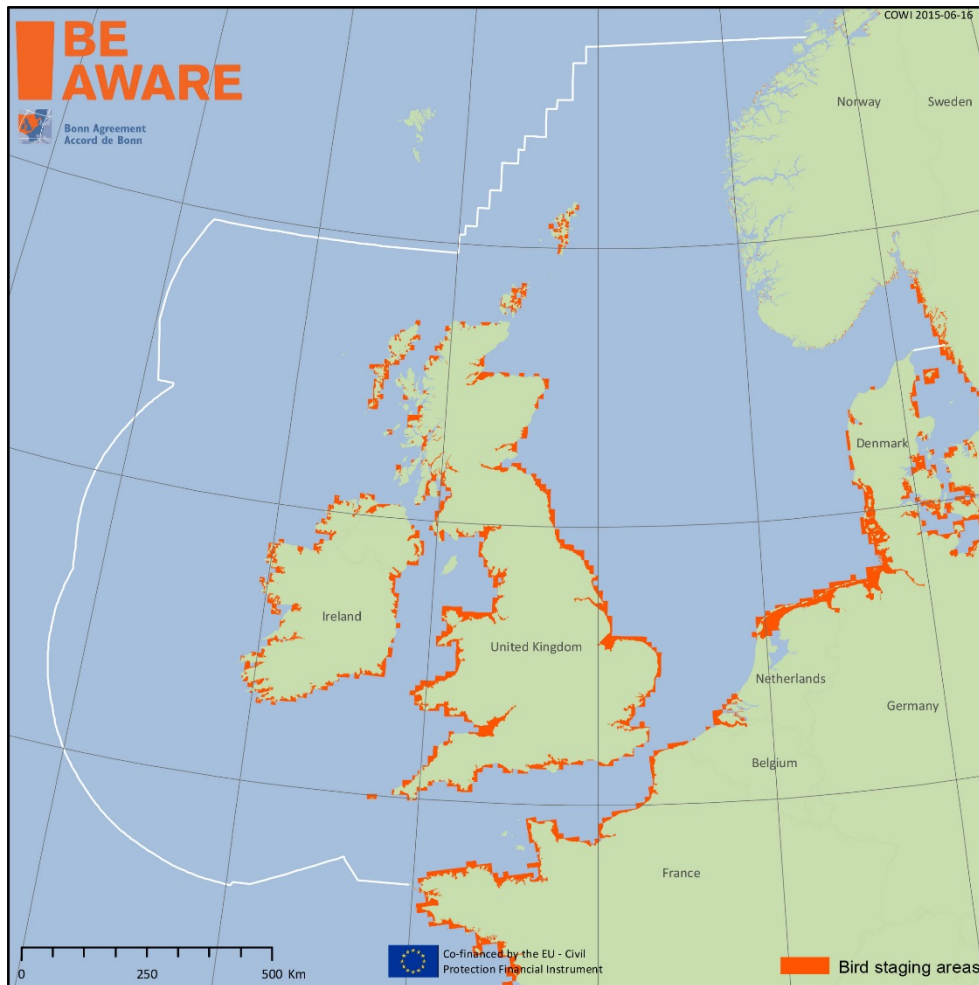 COWI 2015-06-16
BE
AWARE
Bonn Agreement
Accord de Bonn
Norway
Sweden
Denmark
Ireland
United Kingdom
Netherlands
Germany
Belgium
France
0
250
500 Km
Co-financed by the EU - Civil
Protection Financial Instrument
Bird staging areas